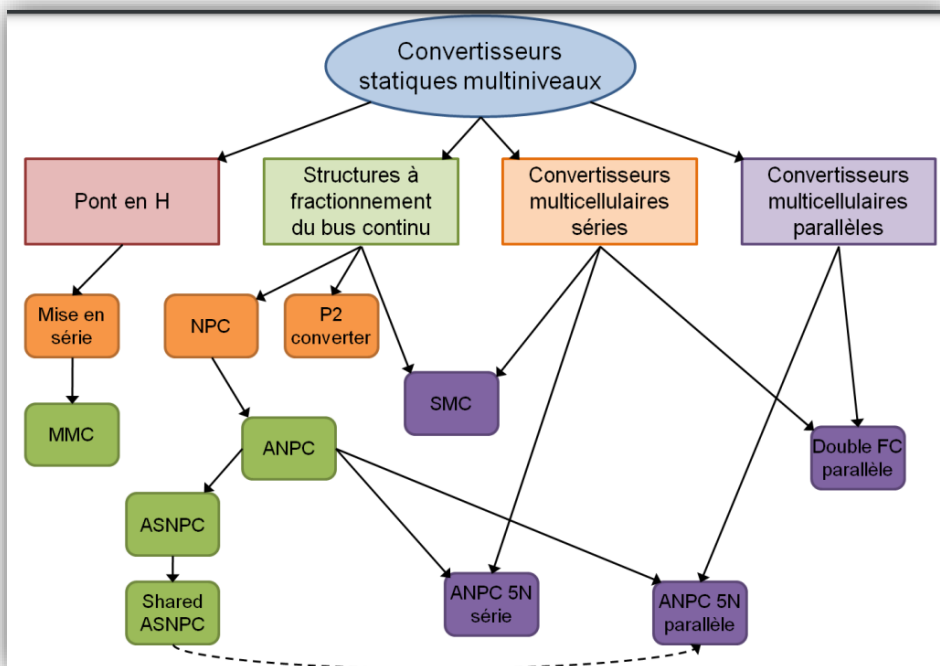 Convertisseurs
statiques multiniveaux
Pont en H
Structures à
fractionnement
du bus continu
Convertisseurs
multicellulaires
séries
Convertisseurs
multicellulaires
parallèles
Mise en
série
NPC
P2
converter
SMC
MMC
ANPC
Double FC
parallèle
ASNPC
Shared
ASNPC
ANPC 5N
série
ANPC 5N
parallèle